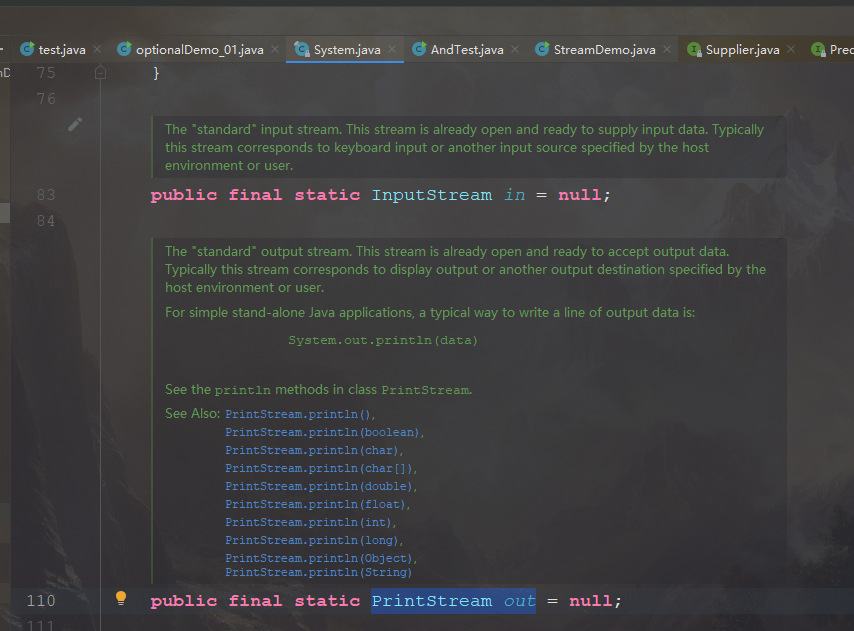 test.java optionalDemo_01.java System.java AndTest.java StreamDemo.java Supplier.java Prec
75 }
76
The "standard" input stream. This stream is already open and ready to supply input data. Typically
this stream corresponds to keyboard input or another input source specified by the host
environment or user.
83 public final static InputStream in = null;
84
The "standard" output stream. This stream is already open and ready to accept output data.
Typically this stream corresponds to display output or another output destination specified by the
host environment or user.
For simple stand-alone Java applications, a typical way to write a line of output data is:
System.out.println(data)
See the println methods in class PrintStream.
See Also: PrintStream.println(),
PrintStream.println(boolean),
PrintStream.println(char),
PrintStream.println(char[]),
PrintStream.println(double),
PrintStream.println(float),
PrintStream.println(int),
PrintStream.println(long),
PrintStream.println(Object),
PrintStream.println(String)
110 public final static PrintStream out = null;
111